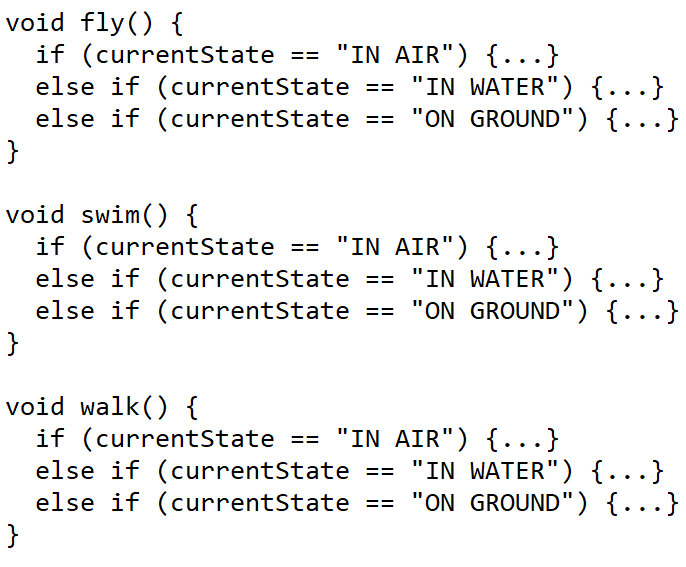 void fly() {
  if (currentState == "IN AIR") {...}
  else if (currentState == "IN WATER") {...}
  else if (currentState == "ON GROUND") {...}
}

void swim() {
  if (currentState == "IN AIR") {...}
  else if (currentState == "IN WATER") {...}
  else if (currentState == "ON GROUND") {...}
}

void walk() {
  if (currentState == "IN AIR") {...}
  else if (currentState == "IN WATER") {...}
  else if (currentState == "ON GROUND") {...}
}